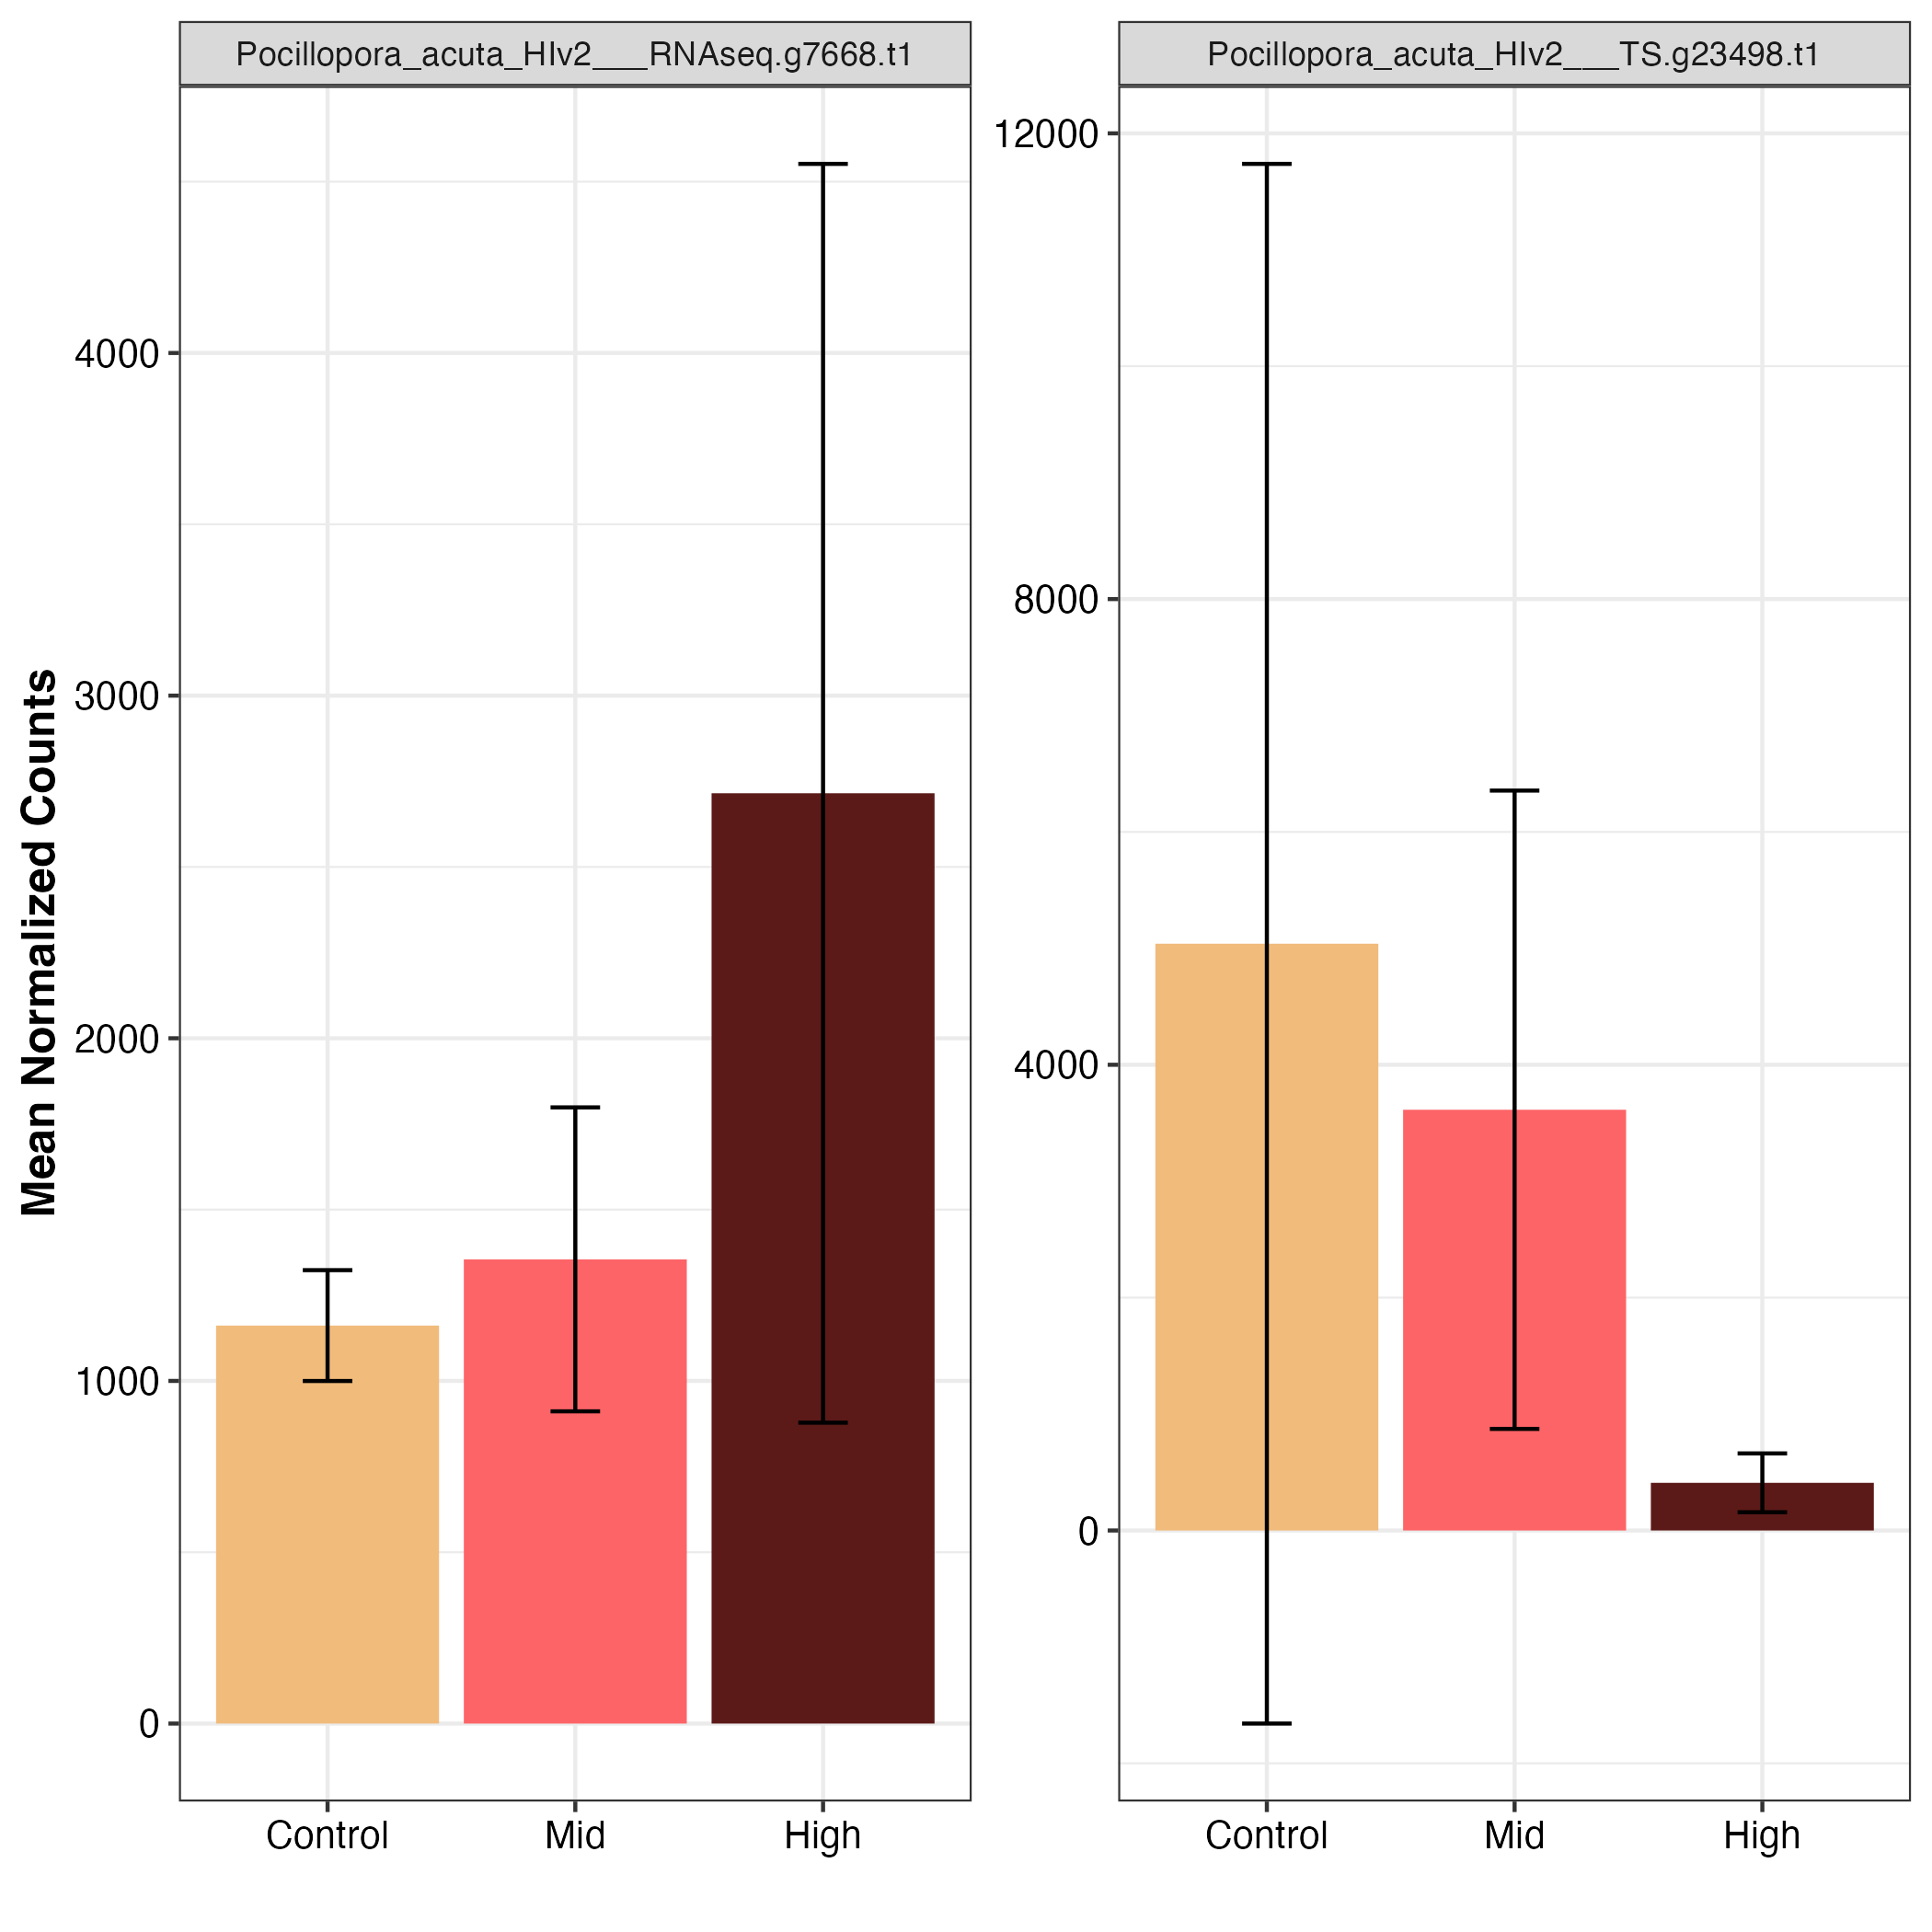 Pocillopora_acuta_HIv2___RNAseq.g7668.t1
Pocillopora_acuta_HIv2___TS.g23498.t1
Mean Normalized Counts
4000
3000
2000
1000
0
Control Mid High
12000
8000
4000
0
Control Mid High